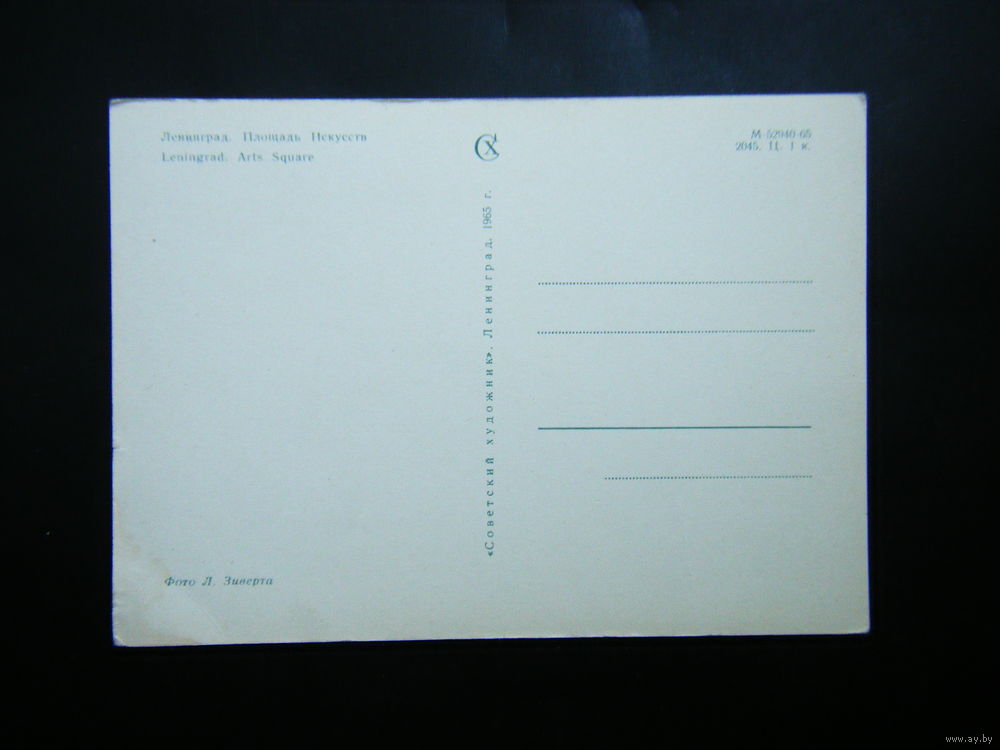 Ленинград. Площадь Искусств
Leningrad. Arts Square
СХ
М-52940-65
2045. Ц. 1 к.
«Советский художник». Ленинград. 1965 г.
Фото Л. Зиверта
www.ay.by